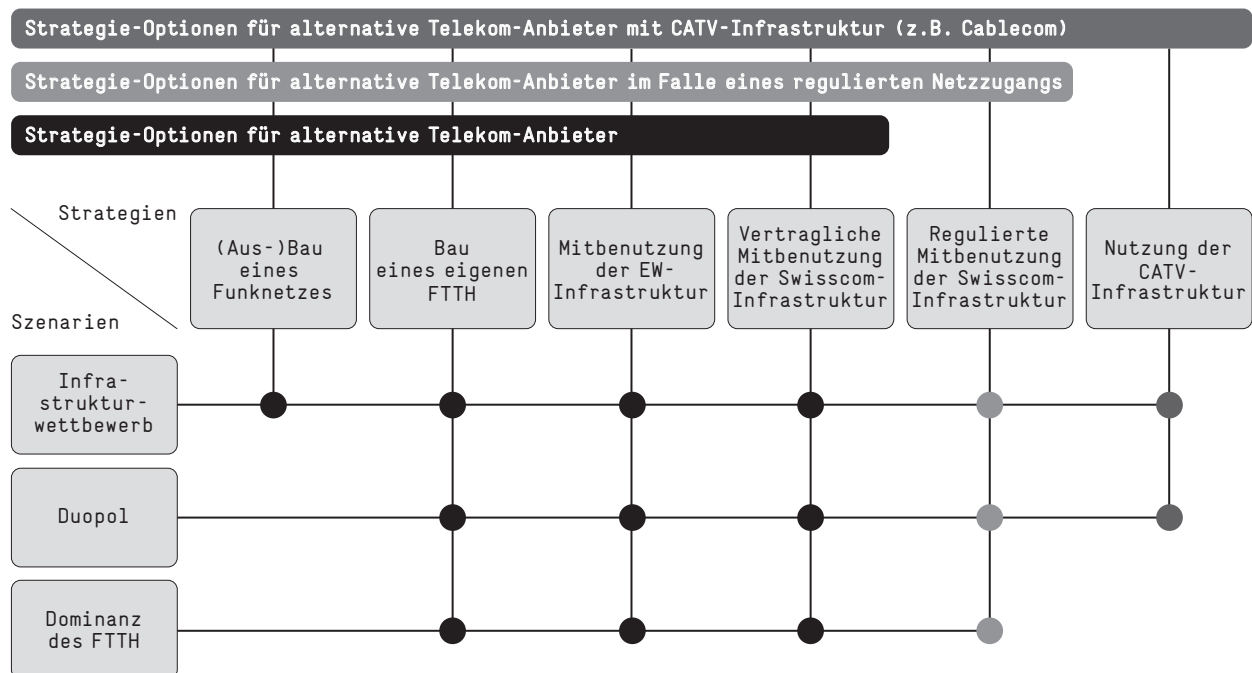 Strategie-Optionen für alternative Telekom-Anbieter mit CATV-Infrastruktur (z.B. Cablecom)
Strategie-Optionen für alternative Telekom-Anbieter im Falle eines regulierten Netzzugangs
Strategie-Optionen für alternative Telekom-Anbieter
Strategien
Szenarien
(Aus-)Bau
eines
Funknetzes
Bau
eines eigenen
FTTH
Mitbenutzung
der EW-
Infrastruktur
Vertragliche
Mitbenutzung
der Swisscom-
Infrastruktur
Regulierte
Mitbenutzung
der Swisscom-
Infrastruktur
Nutzung der
CATV-
Infrastruktur
Infra-
struktur-
wettbewerb
Duopol
Dominanz
des FTTH